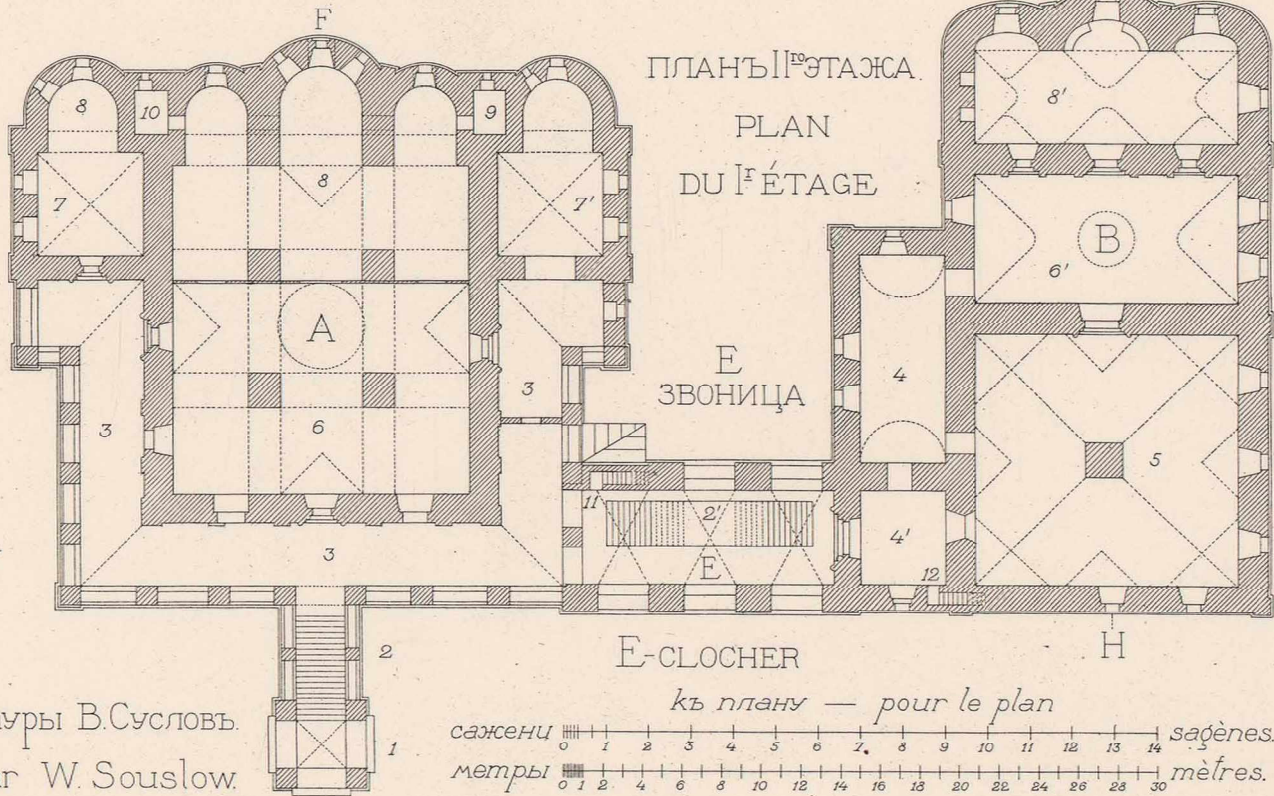 F
ПЛАНЪ IIго ЭТАЖА.
PLAN
DU Ir ÉTAGE
8
10
9
8'
8
7
7'
B
6'
A
E
ЗВОНИЦА
4
3
3
6
5
11
2'
4'
3
E
12
E-CLOCHER
H
2
1
къ плану — pour le plan
В. Сусловъ.
W. Souslow.
сажени 0 1 2 3 4 5 6 7 8 9 10 11 12 13 14 sagènes.
метры 0 1 2 4 6 8 10 12 14 16 18 20 22 24 26 28 30 mètres.